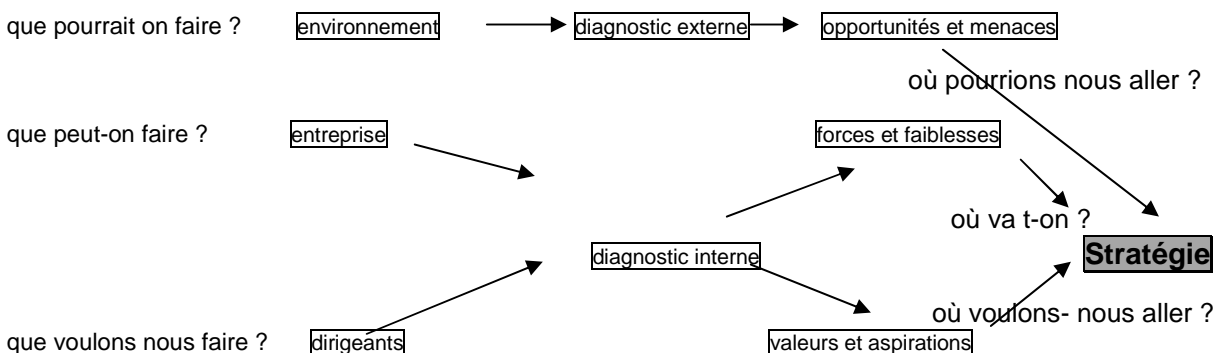 que pourrait on faire ? environnement diagnostic externe opportunités et menaces
où pourrions nous aller ?
que peut-on faire ? entreprise forces et faiblesses
où va t-on ?
diagnostic interne Stratégie
où voulons- nous aller ?
que voulons nous faire ? dirigeants valeurs et aspirations